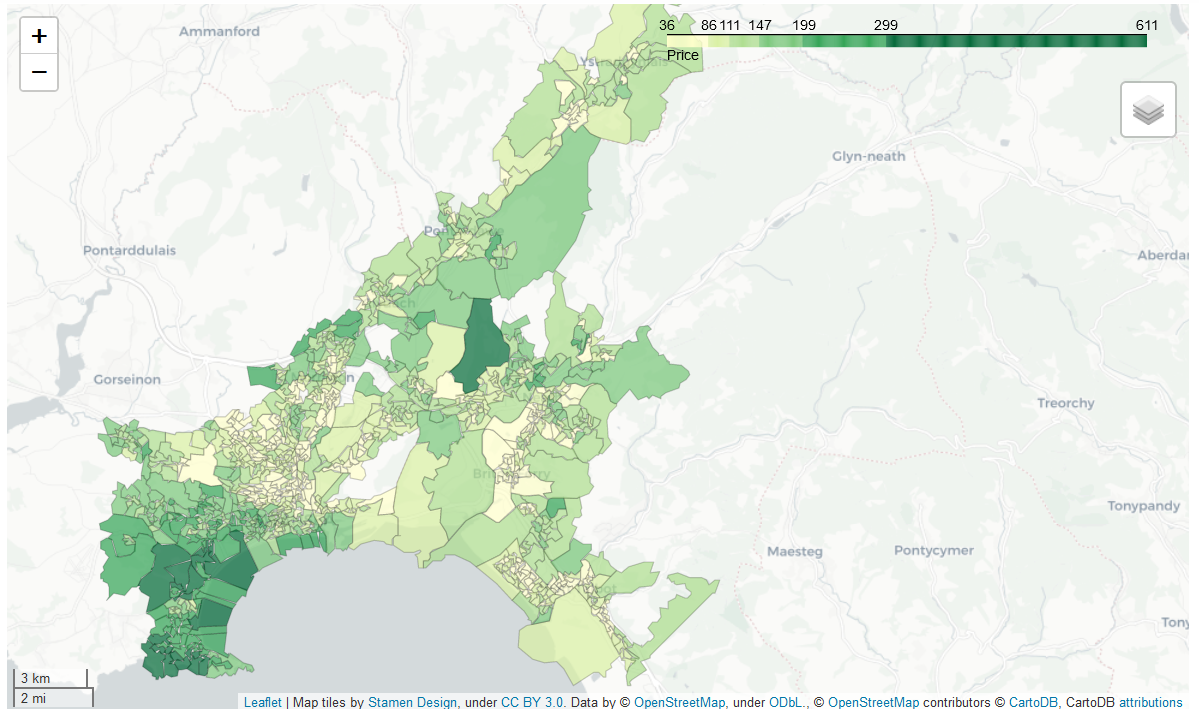 +
−
Ammanford
36 86 111 147 199 299 611
Price
Glyn-neath
Pontarddulais
Gorseinon
Treorchy
Tonypandy
Maesteg
Pontycymer
3 km
2 mi
Leaflet | Map tiles by Stamen Design, under CC BY 3.0. Data by © OpenStreetMap, under ODbL., © OpenStreetMap contributors © CartoDB, CartoDB attributions